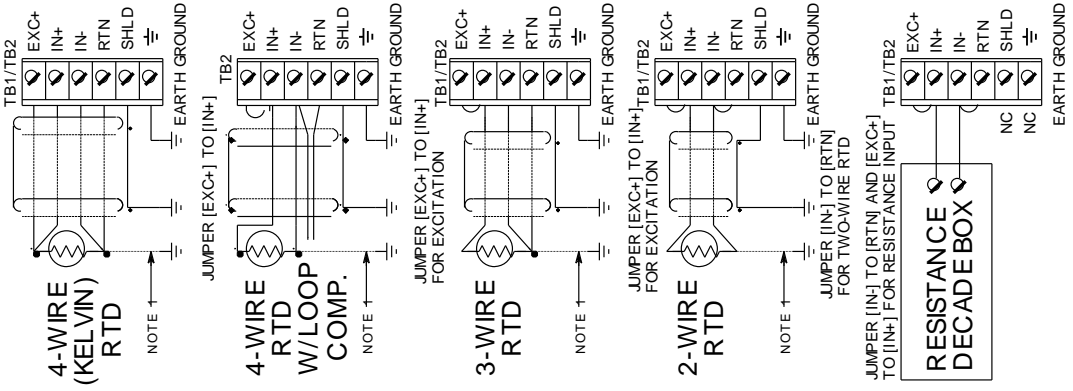 TB1/TB2
EXC+
IN+
IN-
RTN
SHLD
EARTH GROUND
4-WIRE
(KELVIN)
RTD
NOTE 1
JUMPER [EXC+] TO [IN+]
TB2
EXC+
IN+
IN-
RTN
SHLD
EARTH GROUND
4-WIRE
RTD
W/LOOP
COMP.
NOTE 1
JUMPER [EXC+] TO [IN+]
FOR EXCITATION
TB1/TB2
EXC+
IN+
IN-
RTN
SHLD
EARTH GROUND
3-WIRE
RTD
NOTE 1
JUMPER [EXC+] TO [IN+]
FOR EXCITATION
TB1/TB2
EXC+
IN+
IN-
RTN
SHLD
EARTH GROUND
2-WIRE
RTD
NOTE 1
JUMPER [IN-] TO [RTN]
FOR TWO-WIRE RTD
JUMPER [IN-] TO [RTN] AND [EXC+]
TO [IN+] FOR RESISTANCE INPUT
TB1/TB2
EXC+
IN+
IN-
RTN
SHLD
NC
NC
EARTH GROUND
RESISTANCE
DECADE BOX